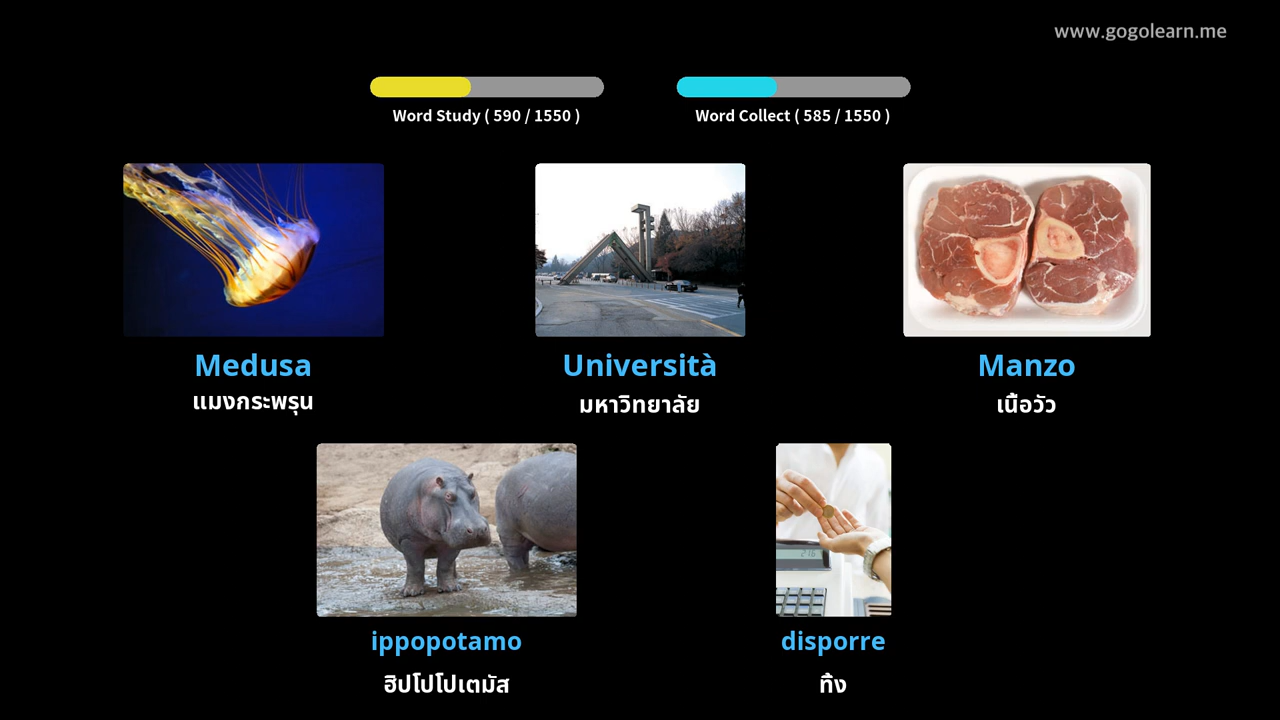 www.gogolearn.me
Word Study ( 590 / 1550 )
Word Collect ( 585 / 1550 )
Medusa
แมงกระพรุน
Università
มหาวิทยาลัย
Manzo
เนื้อวัว
ippopotamo
ฮิปโปโปเตมัส
disporre
ทิ้ง